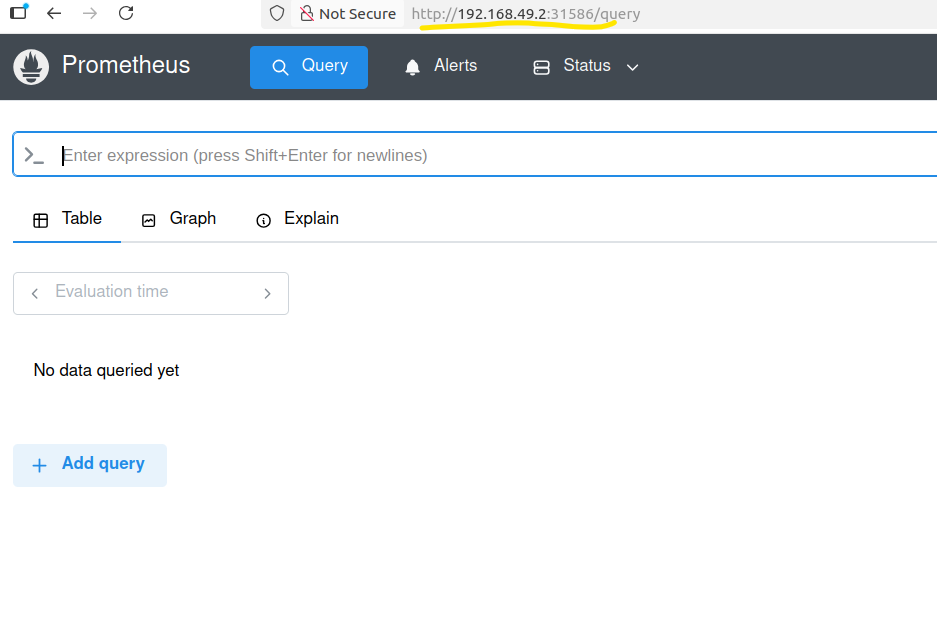 Not Secure http://192.168.49.2:31586/query
Prometheus Query Alerts Status
Enter expression (press Shift+Enter for newlines)
Table Graph Explain
Evaluation time
No data queried yet
Add query